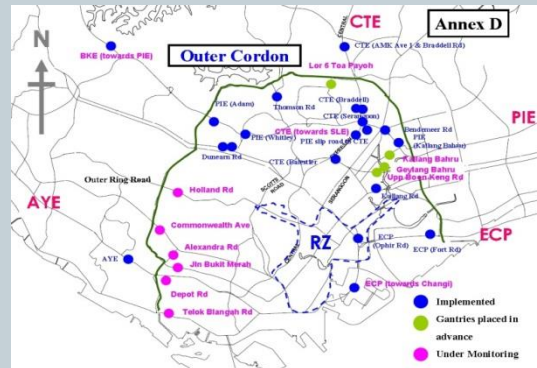 Annex D
CTE
N
Outer Cordon
CTE (AMK Ave 1 & Braddell Rd)
BKE (towards PIE)
Lor 6 Toa Payoh
PIE
PIE (Adam)
Thomson Rd
CTE (Braddell)
CTE (Serangoon)
Bendemeer Rd
PIE (Whitley)
CTE (towards SLE)
PIE slip road to CTE
PIE
(Kallang Bahru)
Dunearn Rd
Kallang Bahru
CTE (Balestier)
Geylang Bahru
Upp Boon Keng Rd
Outer Ring Road
AYE
Holland Rd
SCOTTS
ROAD
SERANGOON
Kallang Rd
Commonwealth Ave
RZ
ECP
Alexandra Rd
ECP
(Ophir Rd)
ECP (Fort Rd)
AYE
Jln Bukit Merah
Depot Rd
ECP (towards Changi)
Telok Blangah Rd
Implemented
Gantries placed in
advance
Under Monitoring